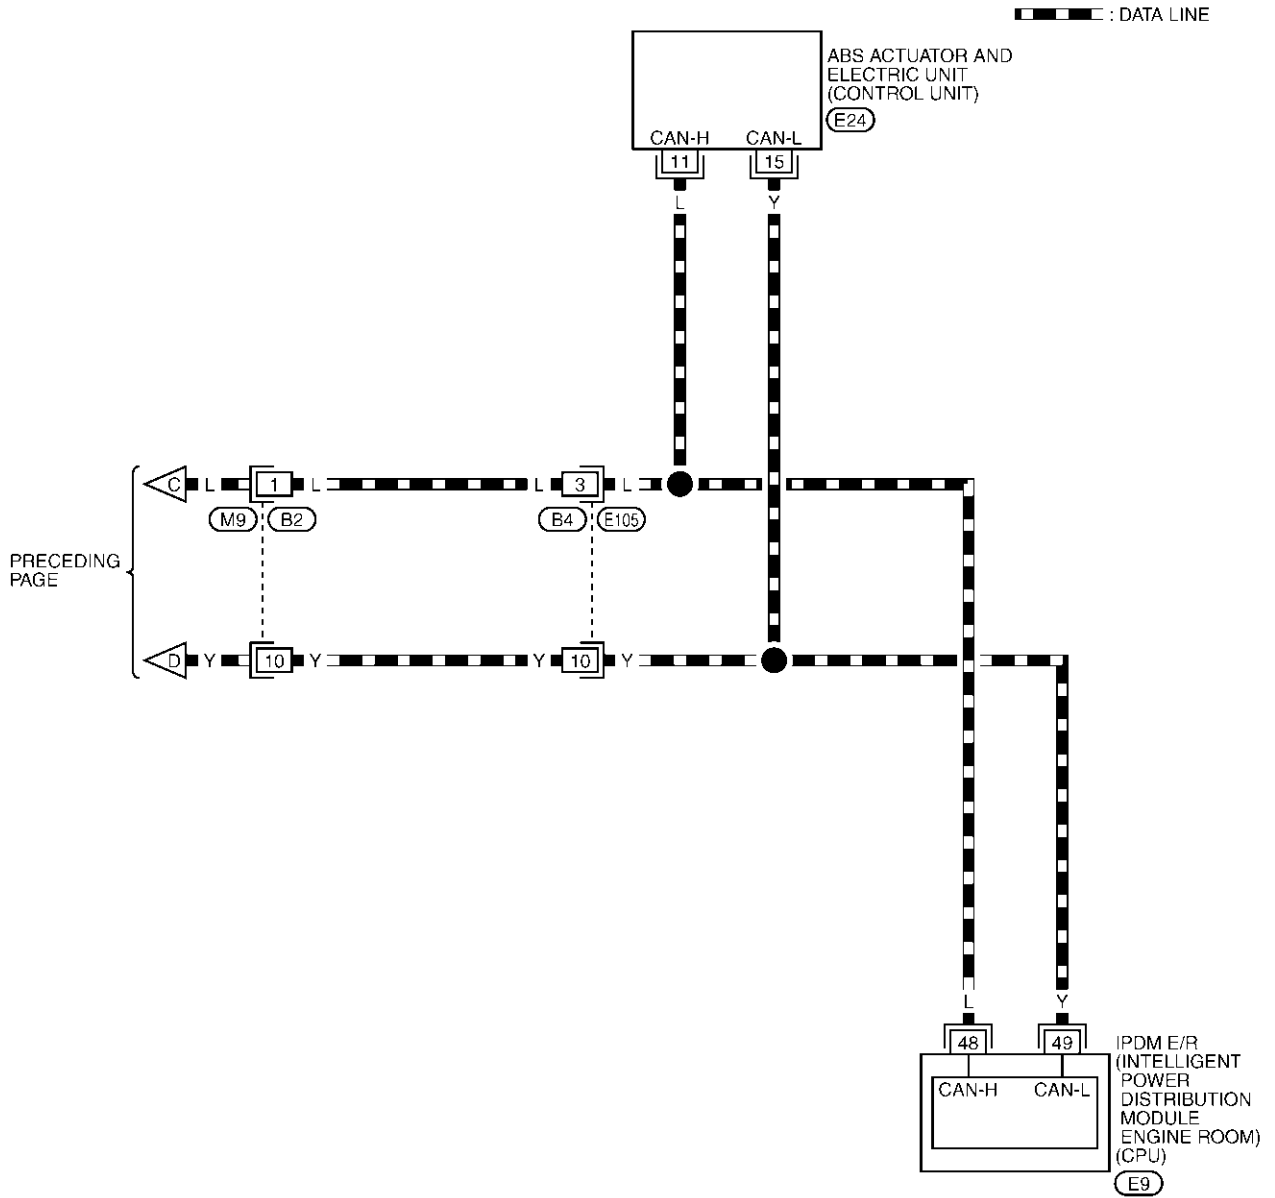 : DATA LINE
ABS ACTUATOR AND
ELECTRIC UNIT
(CONTROL UNIT)
E24
CAN-H CAN-L
11 15
L Y
C L 1 L L 3 L
M9 B2 B4 E105
PRECEDING
PAGE
D Y 10 Y Y 10 Y
L Y
48 49
IPDM E/R
(INTELLIGENT
POWER
DISTRIBUTION
MODULE
ENGINE ROOM)
(CPU)
CAN-H CAN-L
E9